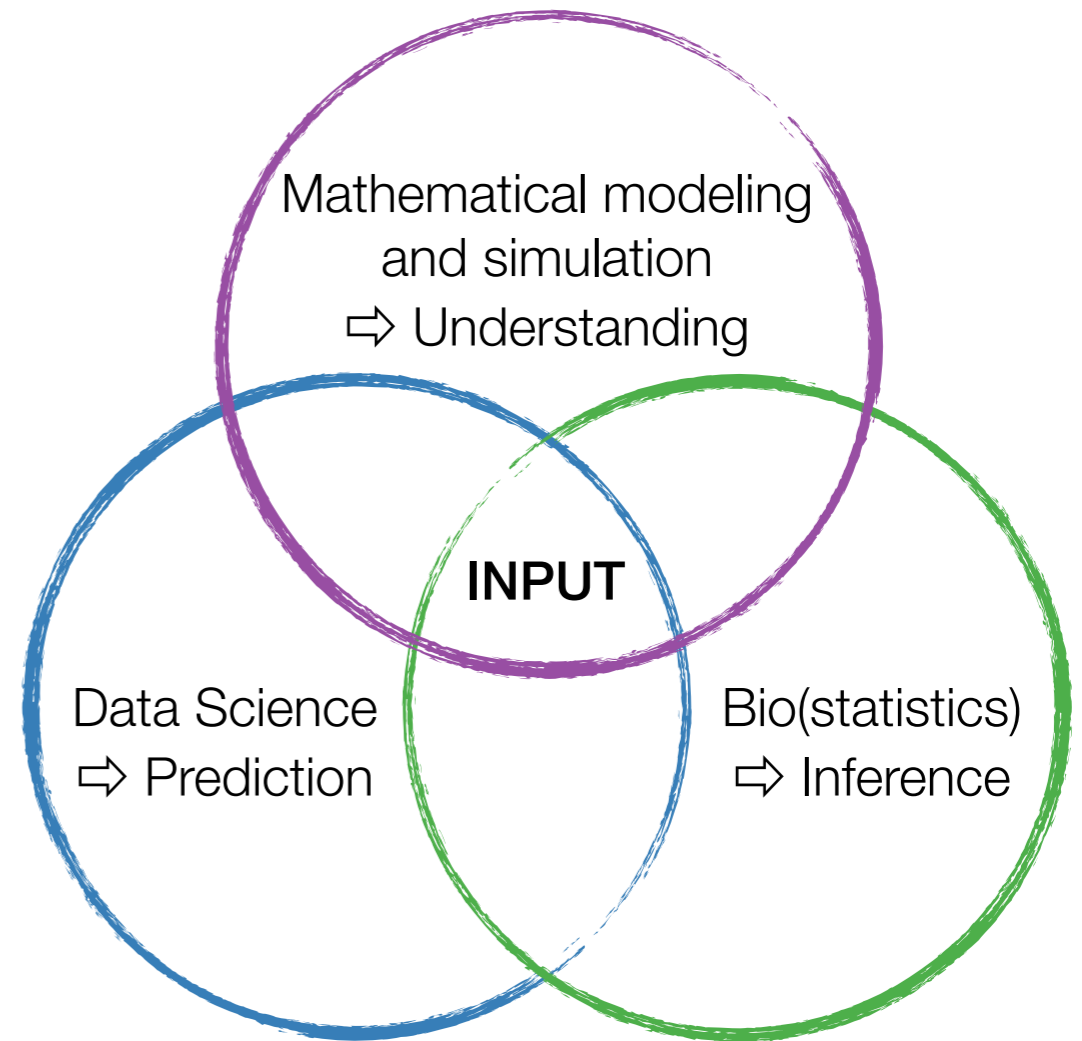 Mathematical modeling
and simulation
⇨ Understanding
INPUT
Data Science
⇨ Prediction
Bio(statistics)
⇨ Inference